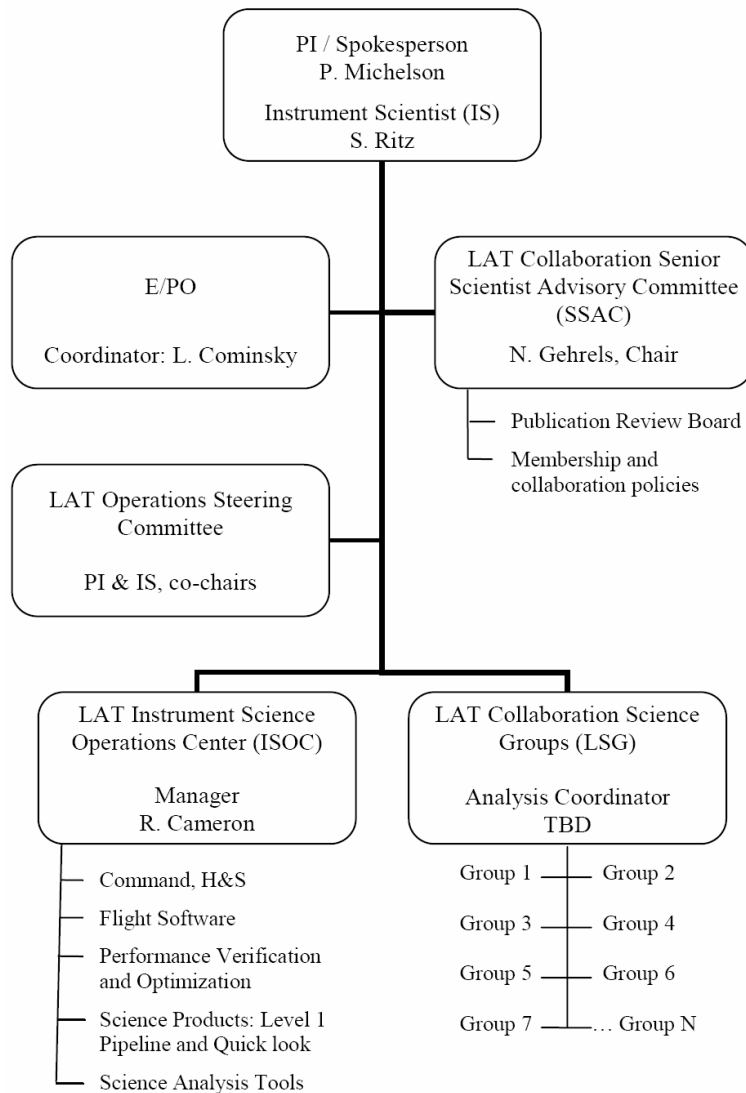 PI / Spokesperson
P. Michelson
Instrument Scientist (IS)
S. Ritz
E/PO
Coordinator: L. Cominsky
LAT Collaboration Senior
Scientist Advisory Committee
(SSAC)
N. Gehrels, Chair
Publication Review Board
Membership and
collaboration policies
LAT Operations Steering
Committee
PI & IS, co-chairs
LAT Instrument Science
Operations Center (ISOC)
Manager
R. Cameron
Command, H&S
Flight Software
Performance Verification
and Optimization
Science Products: Level 1
Pipeline and Quick look
Science Analysis Tools
LAT Collaboration Science
Groups (LSG)
Analysis Coordinator
TBD
Group 1 Group 2
Group 3 Group 4
Group 5 Group 6
Group 7 ... Group N